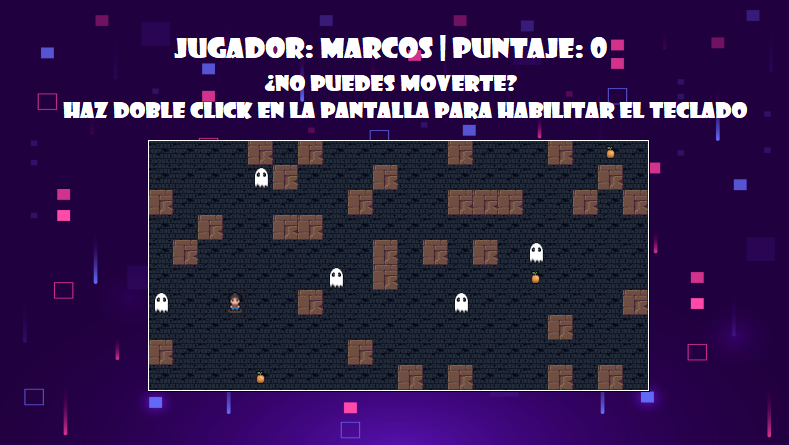 JUGADOR: MARCOS | PUNTAJE: 0
¿NO PUEDES MOVERTE?
HAZ DOBLE CLICK EN LA PANTALLA PARA HABILITAR EL TECLADO